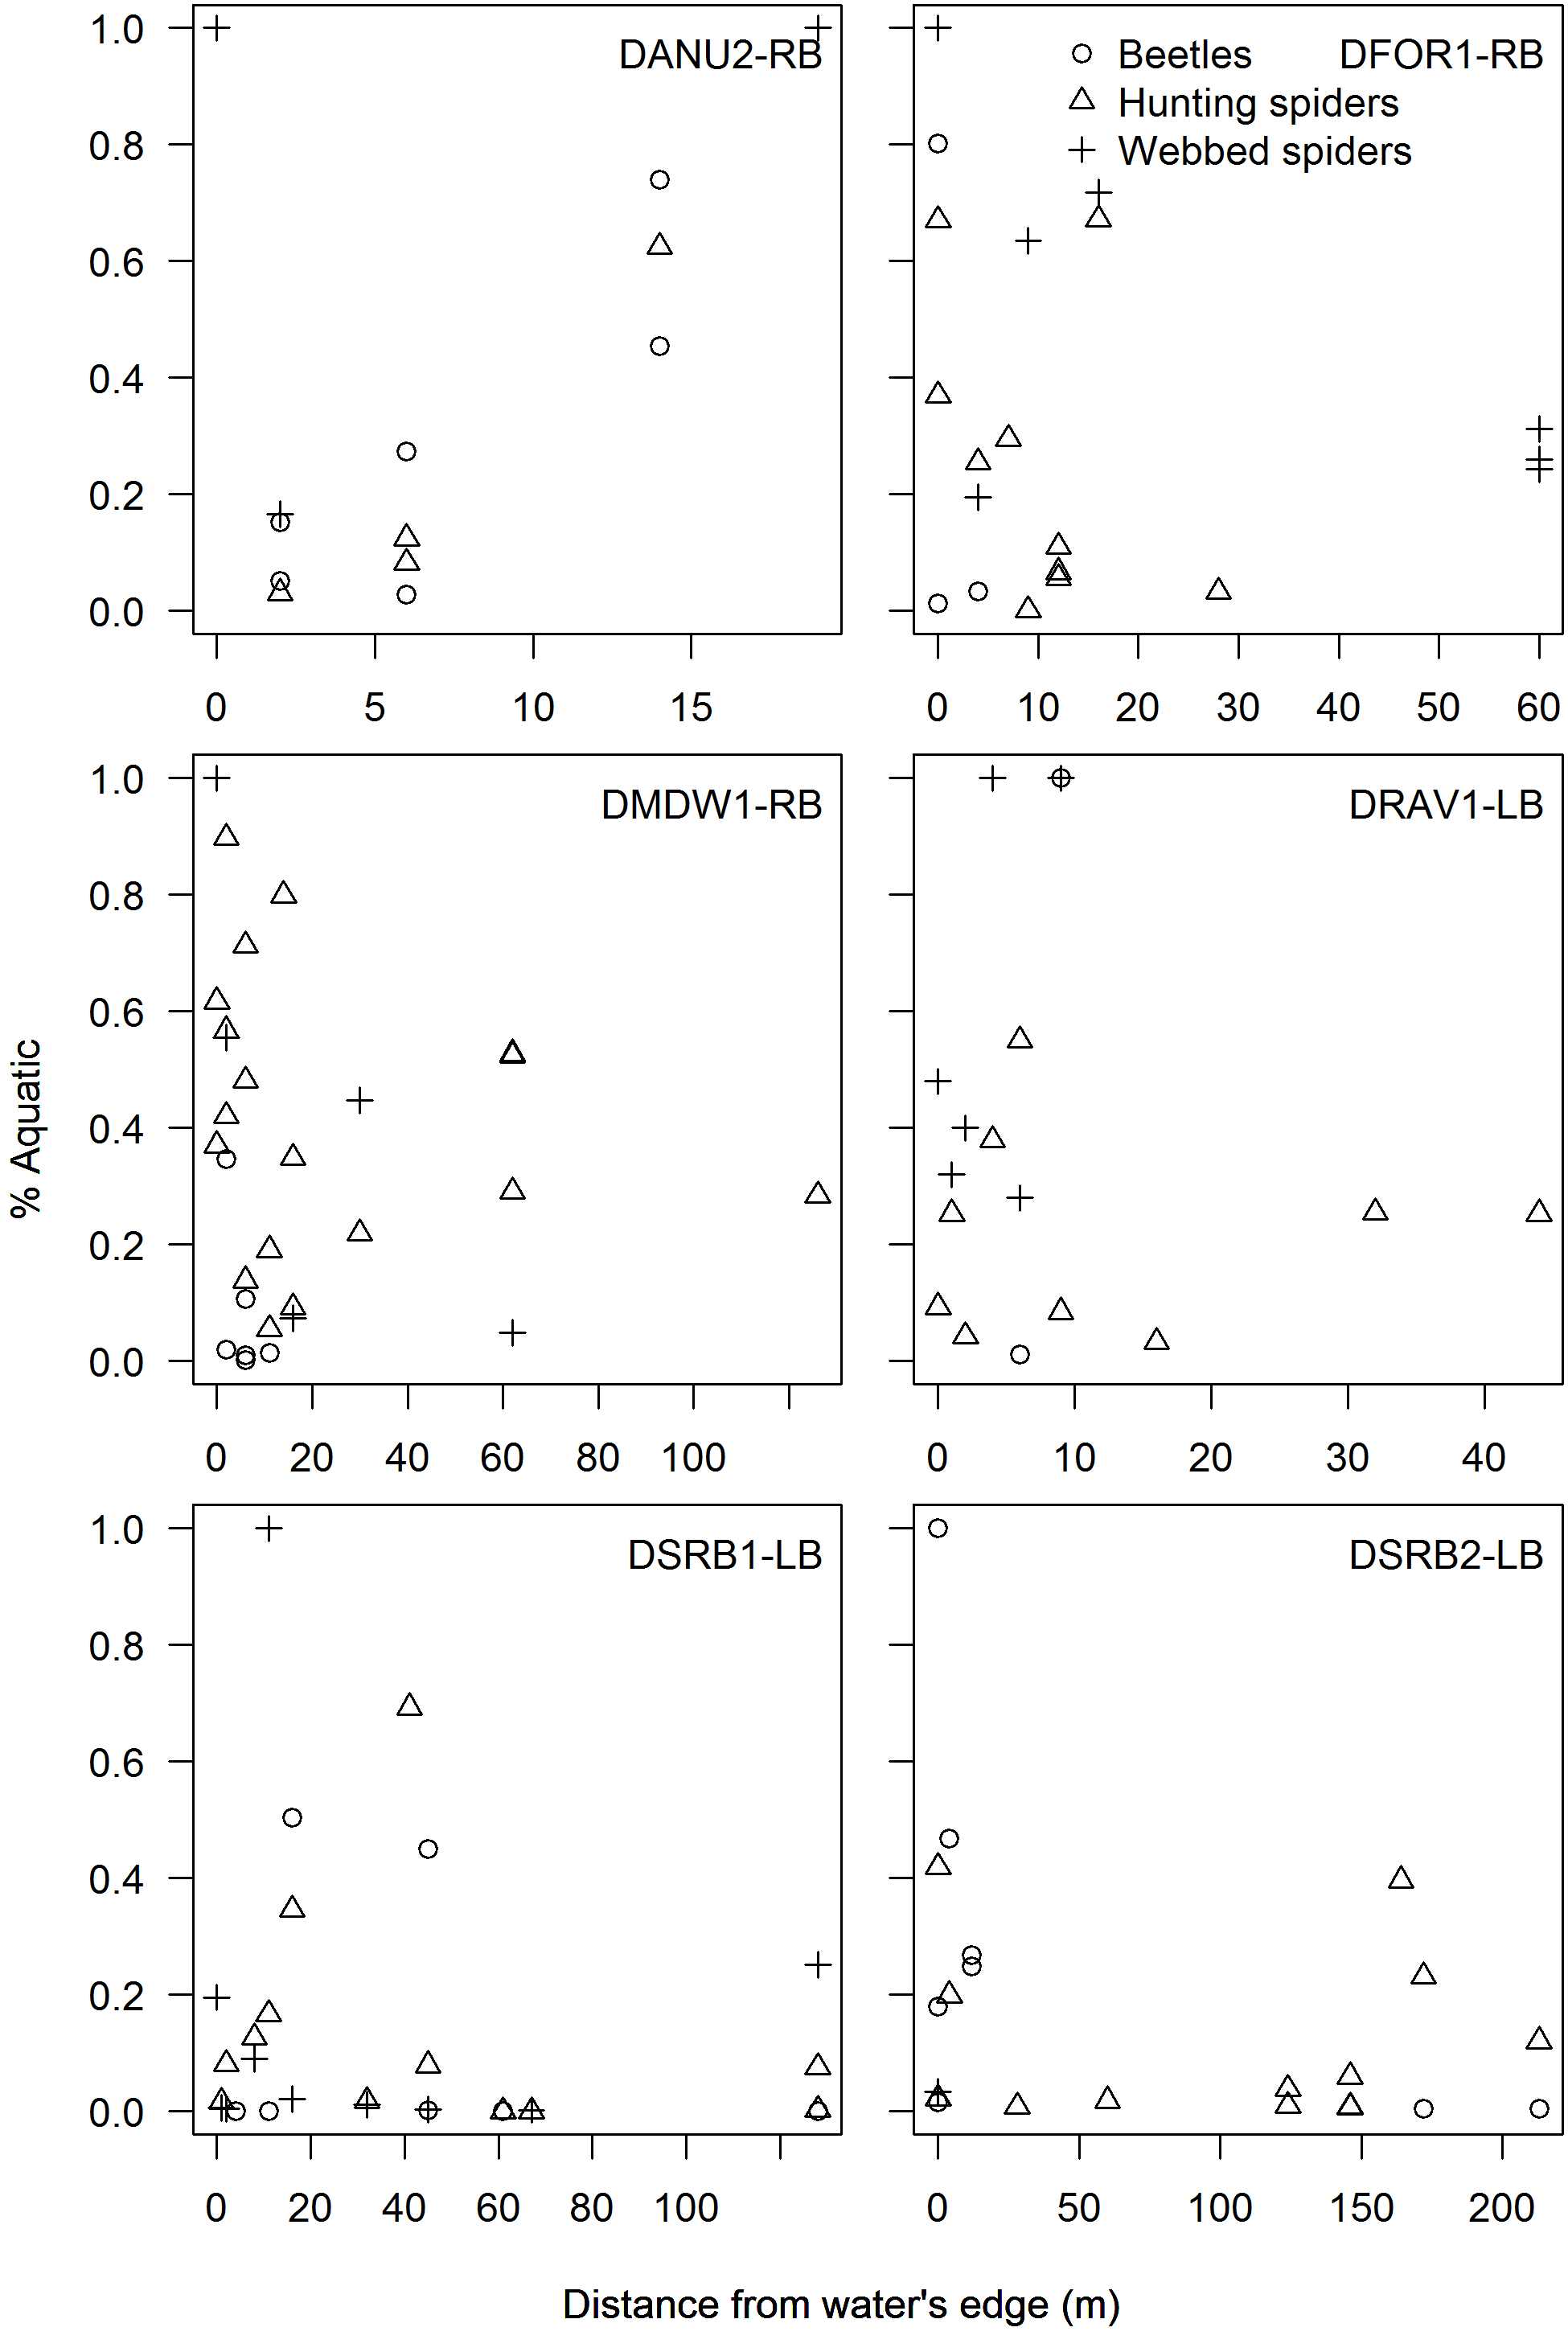 1.0 DANU2-RB
0.8
0.6
0.4
0.2
0.0
0 5 10 15
DFOR1-RB
Beetles
Hunting spiders
Webbed spiders
0 10 20 30 40 50 60
1.0 DMDW1-RB
0.8
0.6
0.4
0.2
0.0
0 20 40 60 80 100
DRAV1-LB
0 10 20 30 40
% Aquatic
1.0 DSRB1-LB
0.8
0.6
0.4
0.2
0.0
0 20 40 60 80 100
DSRB2-LB
0 50 100 150 200
Distance from water's edge (m)